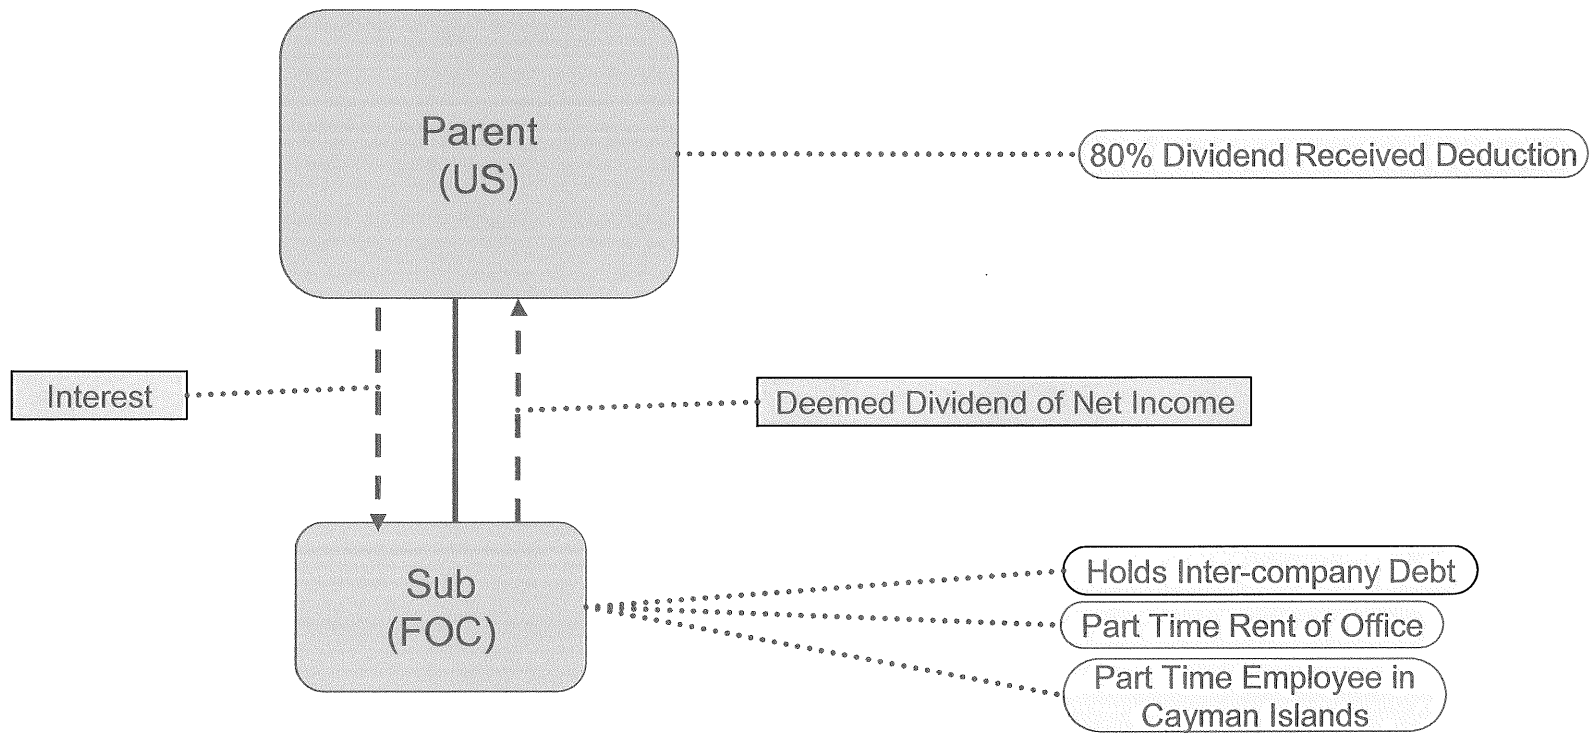 Parent
(US)
80% Dividend Received Deduction
Interest
Deemed Dividend of Net Income
Sub
(FOC)
Holds Inter-company Debt
Part Time Rent of Office
Part Time Employee in
Cayman Islands